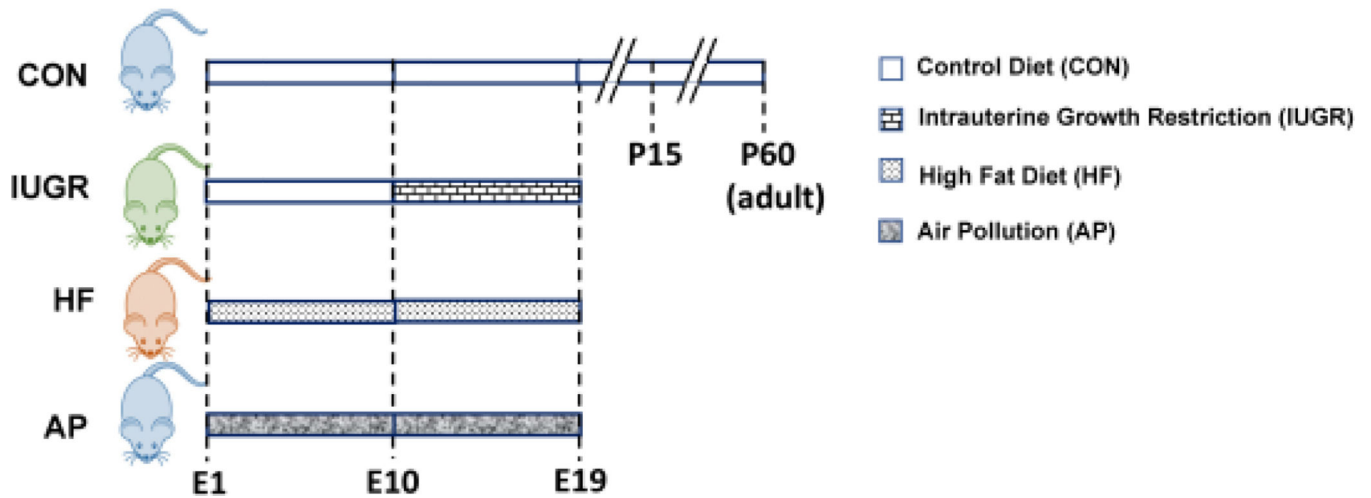 CON
IUGR
HF
AP
P15
P60
(adult)
E1
E10
E19
Control Diet (CON)
Intrauterine Growth Restriction (IUGR)
High Fat Diet (HF)
Air Pollution (AP)